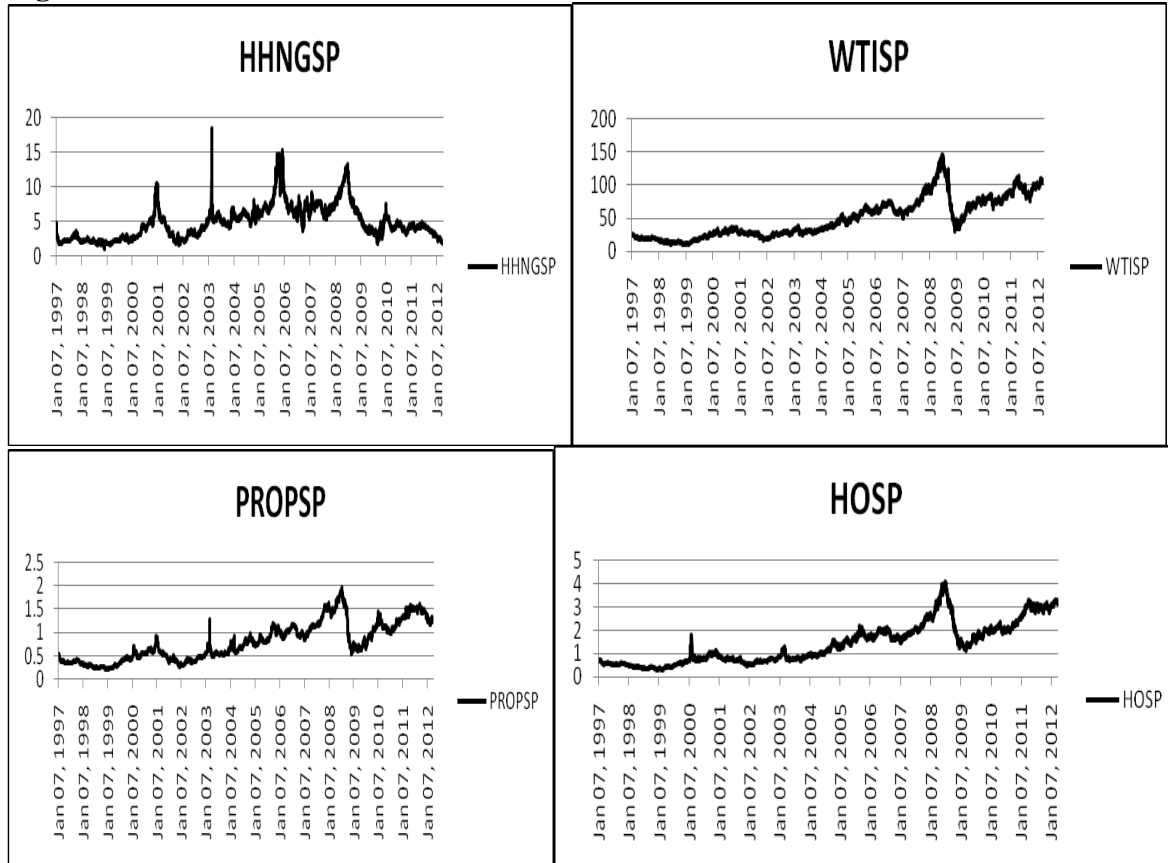 HHNGSP
20
15
10
5
0
HHNGSP
Jan 07, 1997
Jan 07, 1998
Jan 07, 1999
Jan 07, 2000
Jan 07, 2001
Jan 07, 2002
Jan 07, 2003
Jan 07, 2004
Jan 07, 2005
Jan 07, 2006
Jan 07, 2007
Jan 07, 2008
Jan 07, 2009
Jan 07, 2010
Jan 07, 2011
Jan 07, 2012
WTISP
200
150
100
50
0
WTISP
Jan 07, 1997
Jan 07, 1998
Jan 07, 1999
Jan 07, 2000
Jan 07, 2001
Jan 07, 2002
Jan 07, 2003
Jan 07, 2004
Jan 07, 2005
Jan 07, 2006
Jan 07, 2007
Jan 07, 2008
Jan 07, 2009
Jan 07, 2010
Jan 07, 2011
Jan 07, 2012
PROPSP
2.5
2
1.5
1
0.5
0
PROPSP
Jan 07, 1997
Jan 07, 1998
Jan 07, 1999
Jan 07, 2000
Jan 07, 2001
Jan 07, 2002
Jan 07, 2003
Jan 07, 2004
Jan 07, 2005
Jan 07, 2006
Jan 07, 2007
Jan 07, 2008
Jan 07, 2009
Jan 07, 2010
Jan 07, 2011
Jan 07, 2012
HOSP
5
4
3
2
1
0
HOSP
Jan 07, 1997
Jan 07, 1998
Jan 07, 1999
Jan 07, 2000
Jan 07, 2001
Jan 07, 2002
Jan 07, 2003
Jan 07, 2004
Jan 07, 2005
Jan 07, 2006
Jan 07, 2007
Jan 07, 2008
Jan 07, 2009
Jan 07, 2010
Jan 07, 2011
Jan 07, 2012